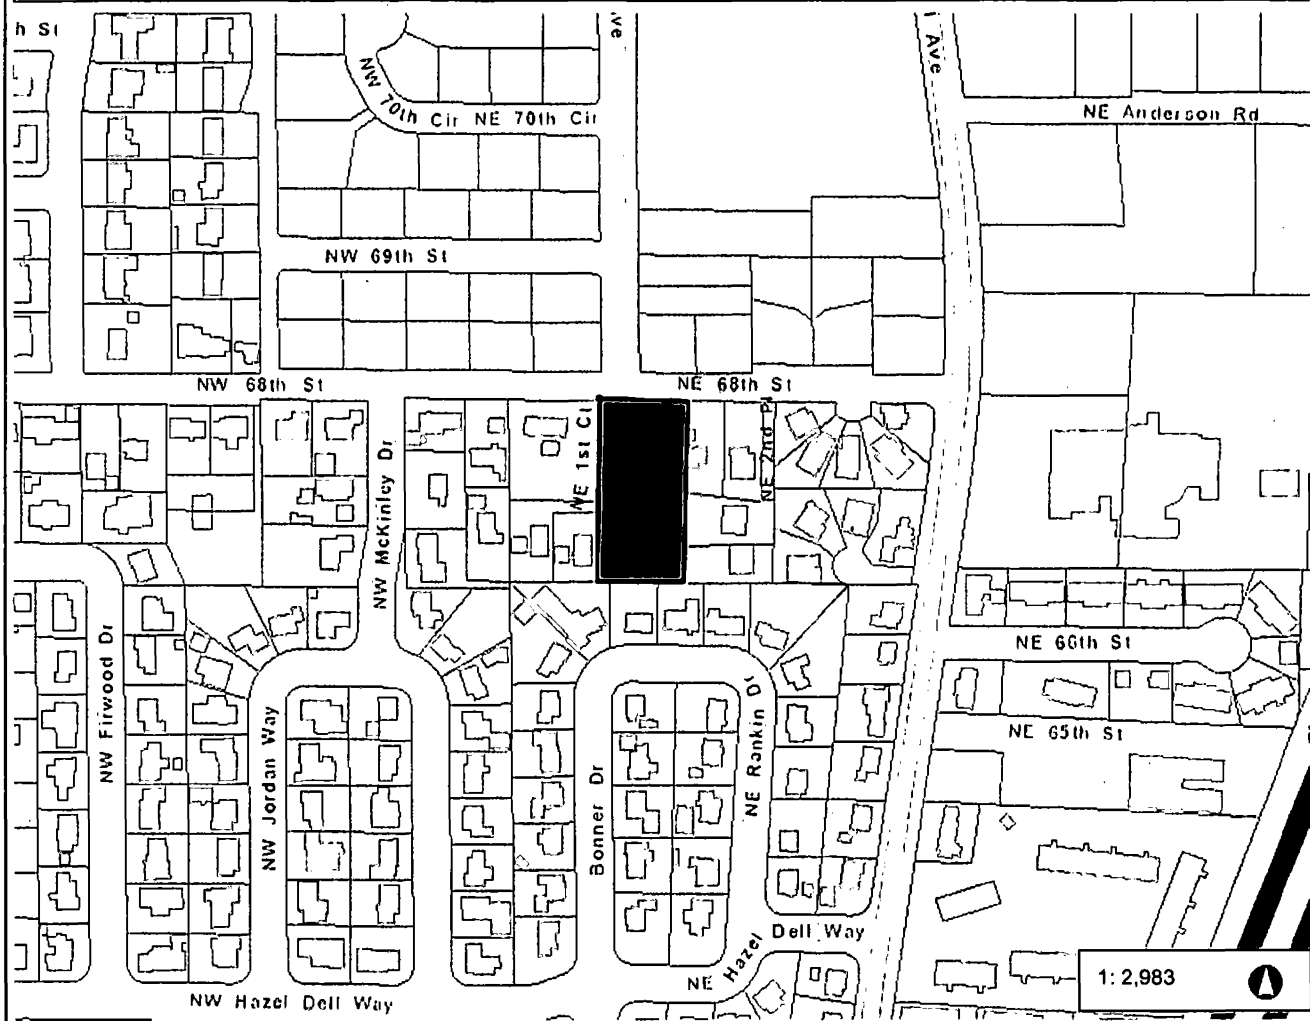 h St
ve
Ave
NW 70th Cir
NE 70th Cir
NE Anderson Rd
NW 69th St
NW 68th St
NE 68th St
NW McKinley Dr
NE 1st Ct
NE 2nd Pl
NE 66th St
NW Firwood Dr
NW Jordan Way
Bonner Dr
NE Rankin Dr
NE 65th St
NE Hazel Dell Way
NW Hazel Dell Way
1: 2,983